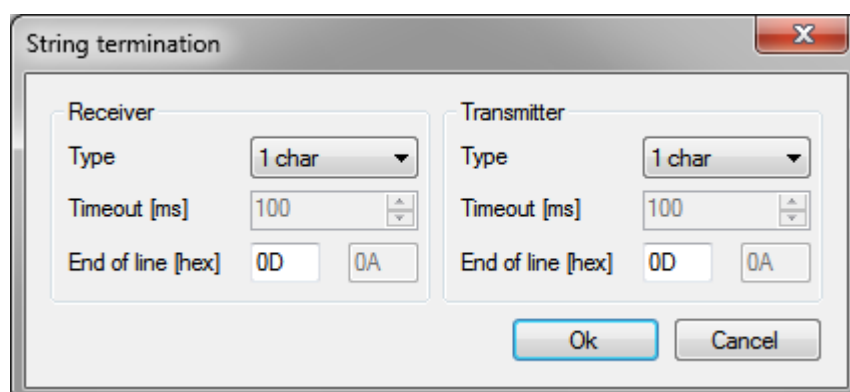 String termination
Receiver
Type 1 char
Timeout [ms] 100
End of line [hex] 0D 0A
Transmitter
Type 1 char
Timeout [ms] 100
End of line [hex] 0D 0A
Ok Cancel